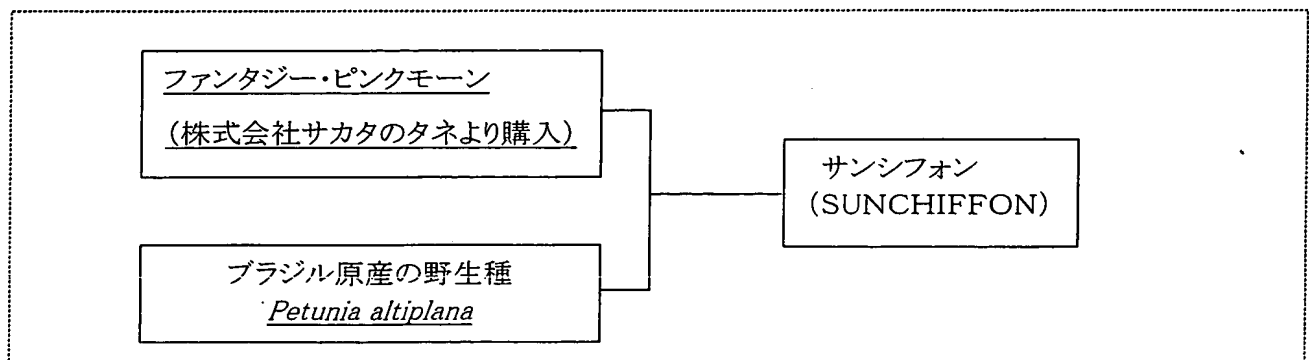 ファンタジー・ピンクモーン
(株式会社サカタのタネより購入)
サンシフォン
(SUNCHIFFON)
ブラジル原産の野生種
Petunia altiplana